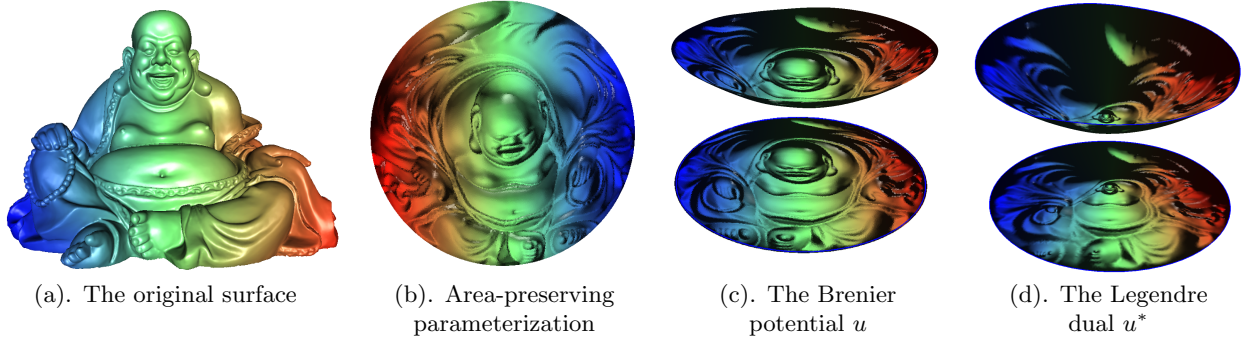 (a). The original surface
(b). Area-preserving
parameterization
(c). The Brenier
potential u
(d). The Legendre
dual u*